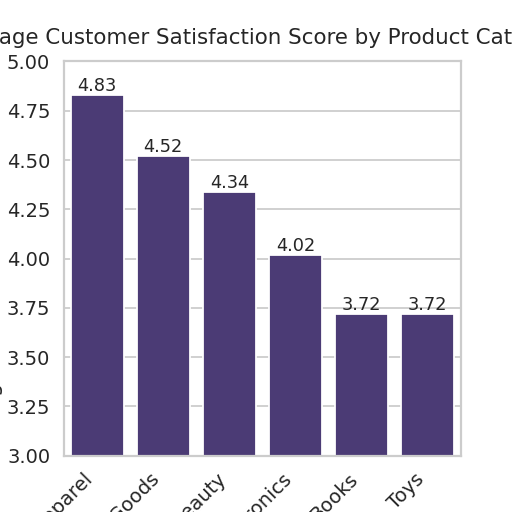 age Customer Satisfaction Score by Product Cat
5.00
4.83
4.75
4.52
4.50
4.34
4.25
4.02
4.00
3.75
3.72
3.72
3.50
3.25
3.00
parel
Goods
eauty
ronics
Books
Toys